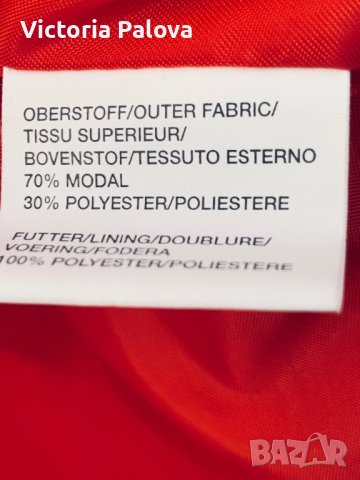 Victoria Palova
OBERSTOFF/OUTER FABRIC/
TISSU SUPERIEUR/
BOVENSTOF/TESSUTO ESTERNO
70% MODAL
30% POLYESTER/POLIESTERE
FUTTER/LINING/DOUBLURE/
VOERING/FODERA
100% POLYESTER/POLIESTERE
BAZAR